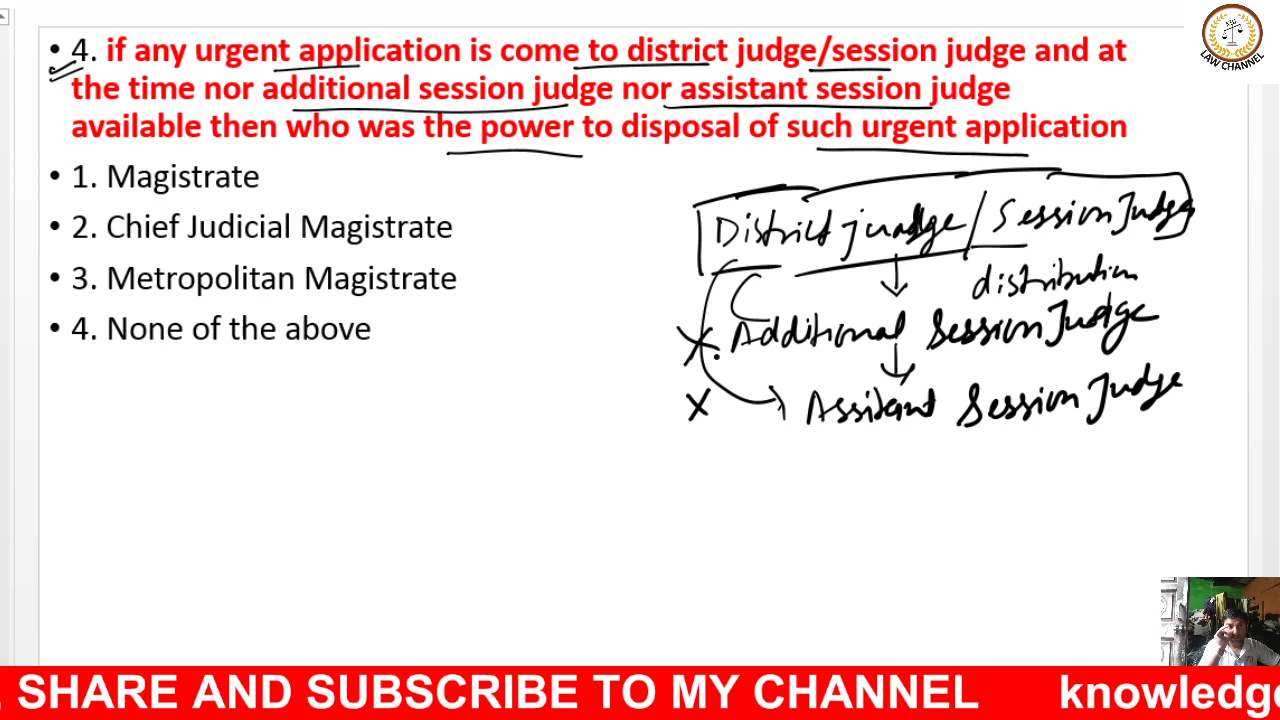 • 4. if any urgent application is come to district judge/session judge and at
the time nor additional session judge nor assistant session judge
available then who was the power to disposal of such urgent application
• 1. Magistrate
• 2. Chief Judicial Magistrate
• 3. Metropolitan Magistrate
• 4. None of the above
District judge / Session Judge
distribution
X. Additional Session Judge
X Assitant Session Judge
LAW CHANNEL
SHARE AND SUBSCRIBE TO MY CHANNEL knowledge